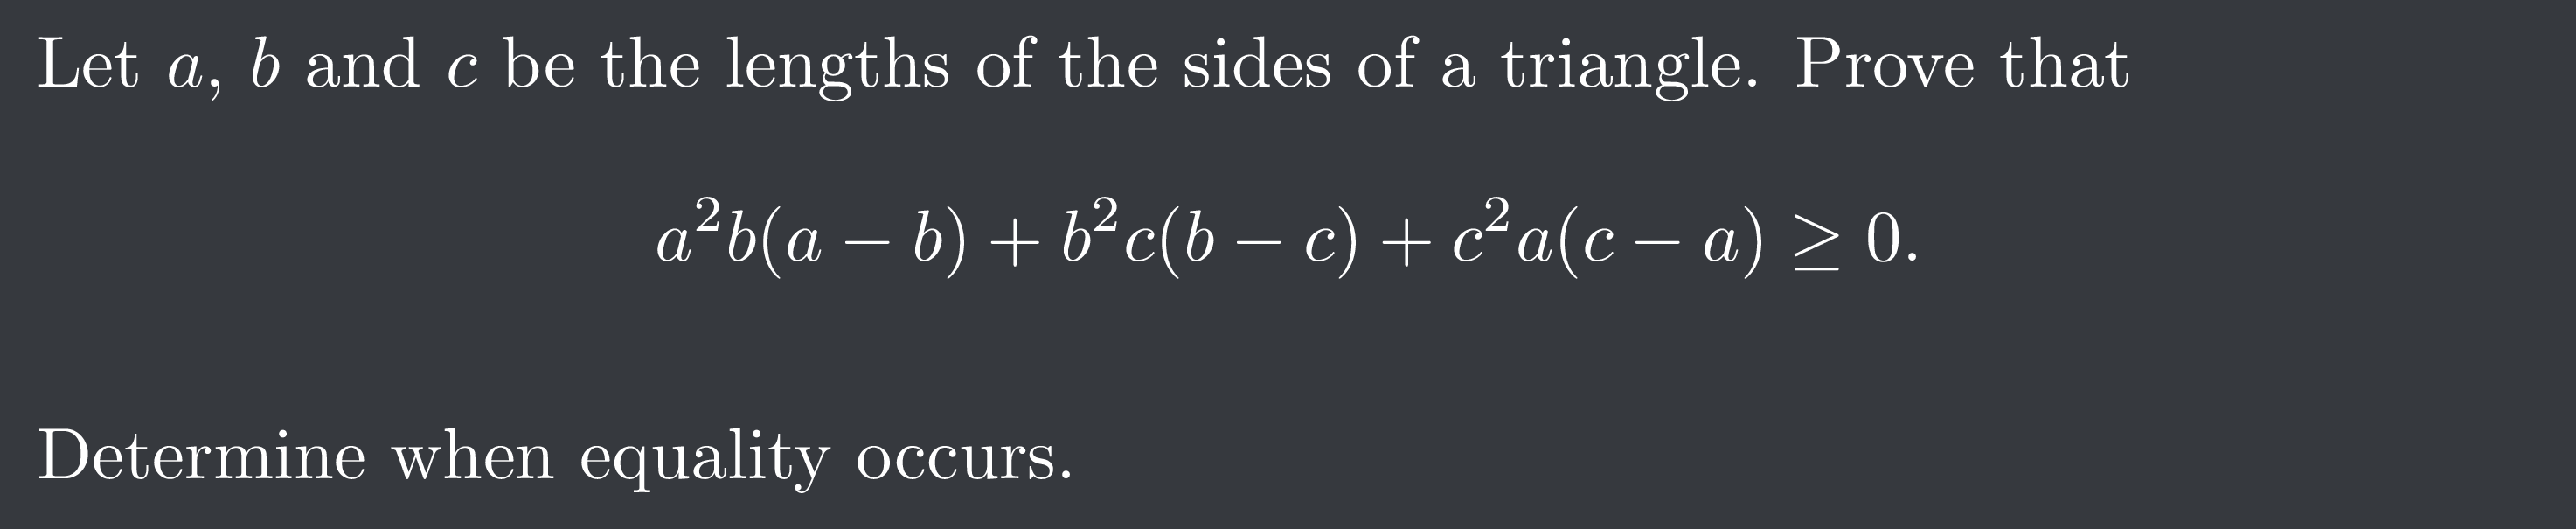 Let a, b and c be the lengths of the sides of a triangle. Prove that
a²b(a − b) + b²c(b − c) + c²a(c − a) ≥ 0.
Determine when equality occurs.